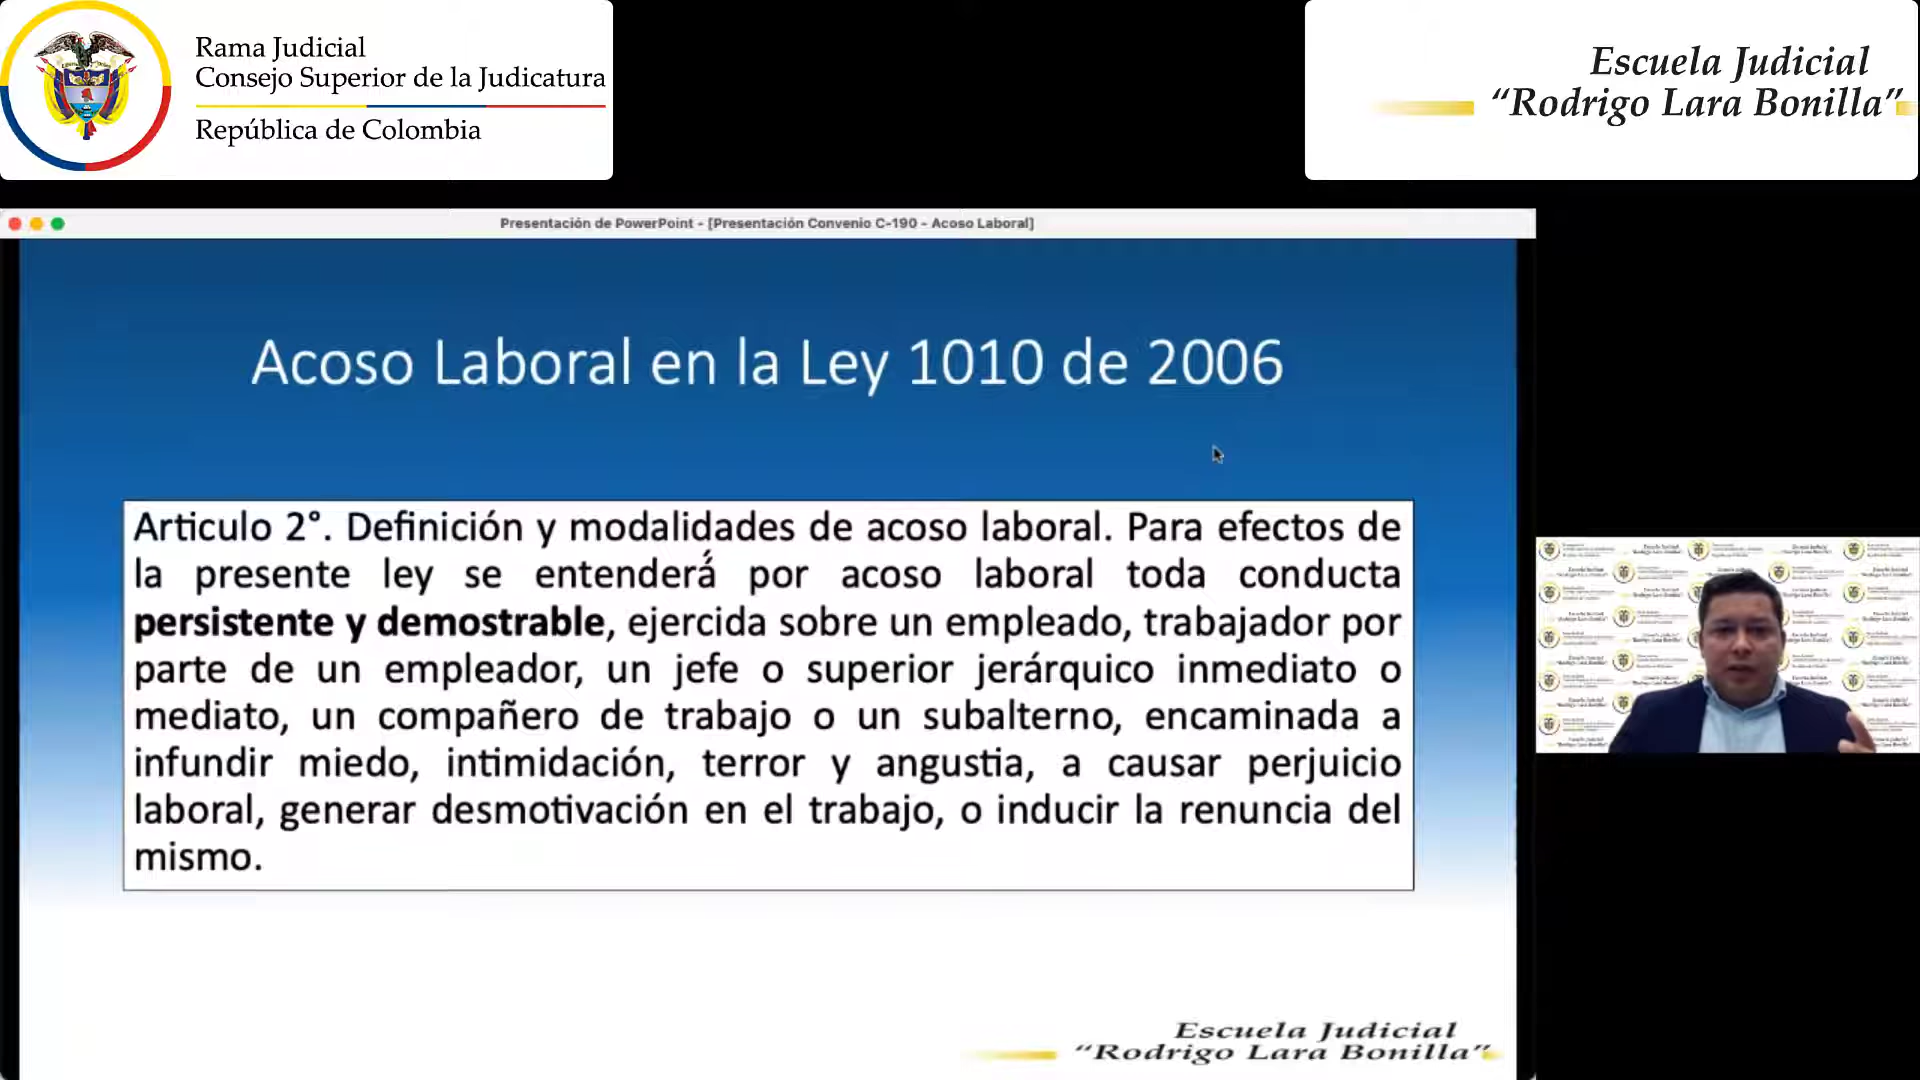 Rama Judicial
Consejo Superior de la Judicatura
República de Colombia
Escuela Judicial
“Rodrigo Lara Bonilla”
Presentación de PowerPoint - [Presentación Convenio C-190 - Acoso Laboral]
Acoso Laboral en la Ley 1010 de 2006
Articulo 2°. Definición y modalidades de acoso laboral. Para efectos de
la presente ley se entenderá́ por acoso laboral toda conducta
persistente y demostrable, ejercida sobre un empleado, trabajador por
parte de un empleador, un jefe o superior jerárquico inmediato o
mediato, un compañero de trabajo o un subalterno, encaminada a
infundir miedo, intimidación, terror y angustia, a causar perjuicio
laboral, generar desmotivación en el trabajo, o inducir la renuncia del
mismo.
Escuela Judicial
“Rodrigo Lara Bonilla”